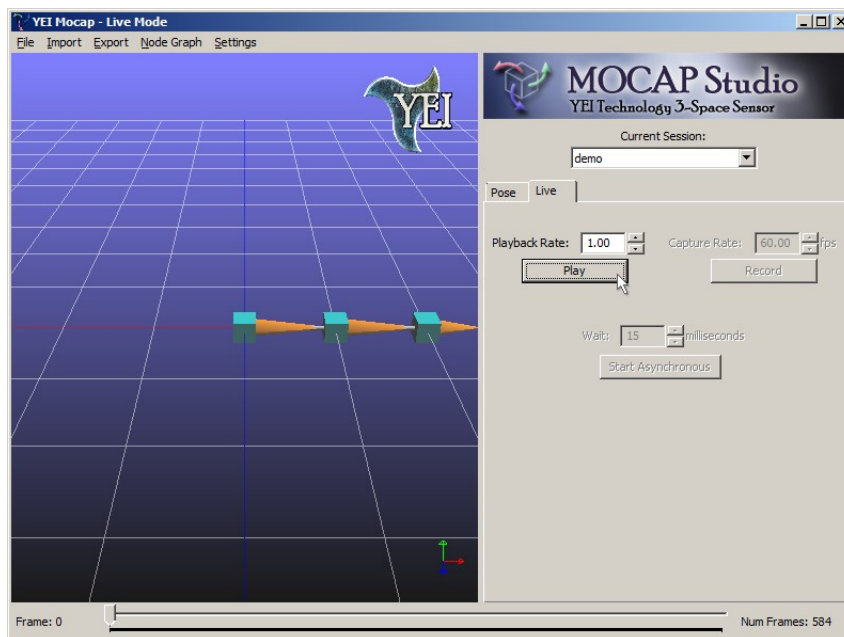 YEI Mocap - Live Mode
File Import Export Node Graph Settings
YEI
MOCAP Studio
YEI Technology 3-Space Sensor
Current Session:
demo
Pose Live
Playback Rate: 1.00 Capture Rate: 60.00 fps
Play Record
Wait: 15 milliseconds
Start Asynchronous
Frame: 0 Num Frames: 584